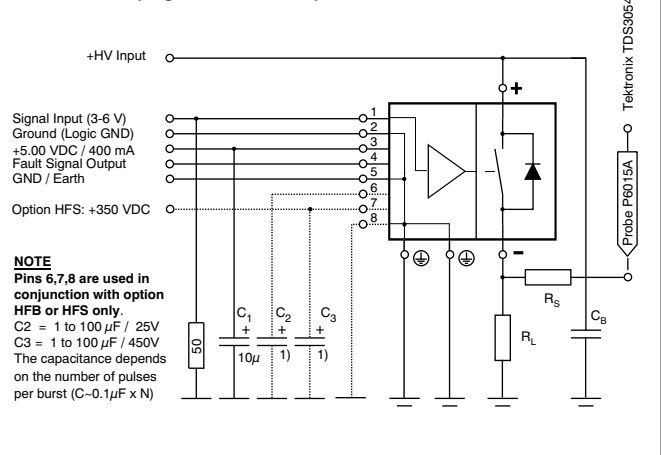 Tektronix TDS3054
+HV Input
+
Signal Input (3-6 V)
1
Ground (Logic GND)
2
+5.00 VDC / 400 mA
3
Fault Signal Output
4
GND / Earth
5
6
Option HFS: +350 VDC
7
8
Probe P6015A
-
NOTE
Pins 6,7,8 are used in
conjunction with option
HFB or HFS only.
C2 = 1 to 100 µF / 25V
C3 = 1 to 100 µF / 450V
The capacitance depends
on the number of pulses
per burst (C~0.1µF x N)
50
C1
+
10µ
C2
+
1)
C3
+
1)
RS
RL
CB